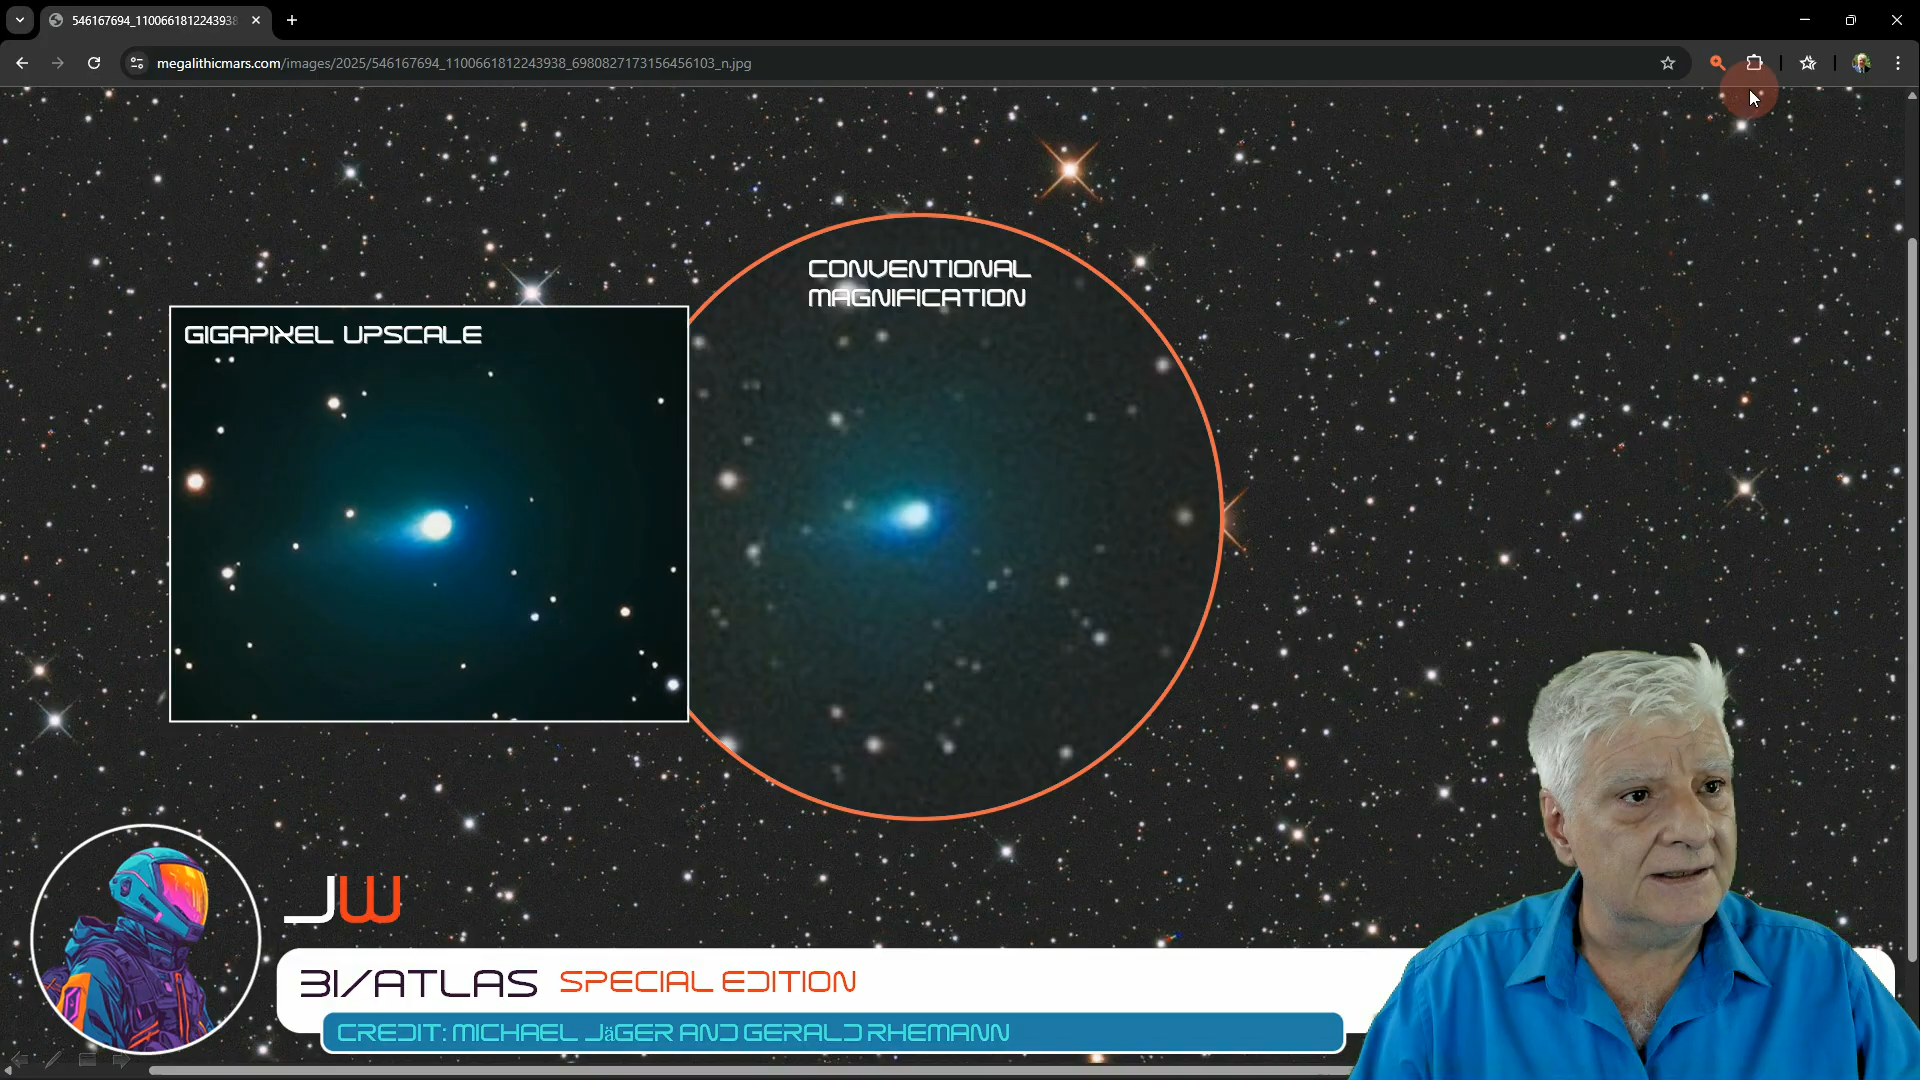 546167694_110066181224393
megalithicmars.com/images/2025/546167694_1100661812243938_6980827173156456103_n.jpg
CONVENTIONAL
MAGNIFICATION
GIGAPIXEL UPSCALE
JW
3I/ATLAS SPECIAL EDITION
CREDIT: MICHAEL JäGER AND GERALD RHEMANN